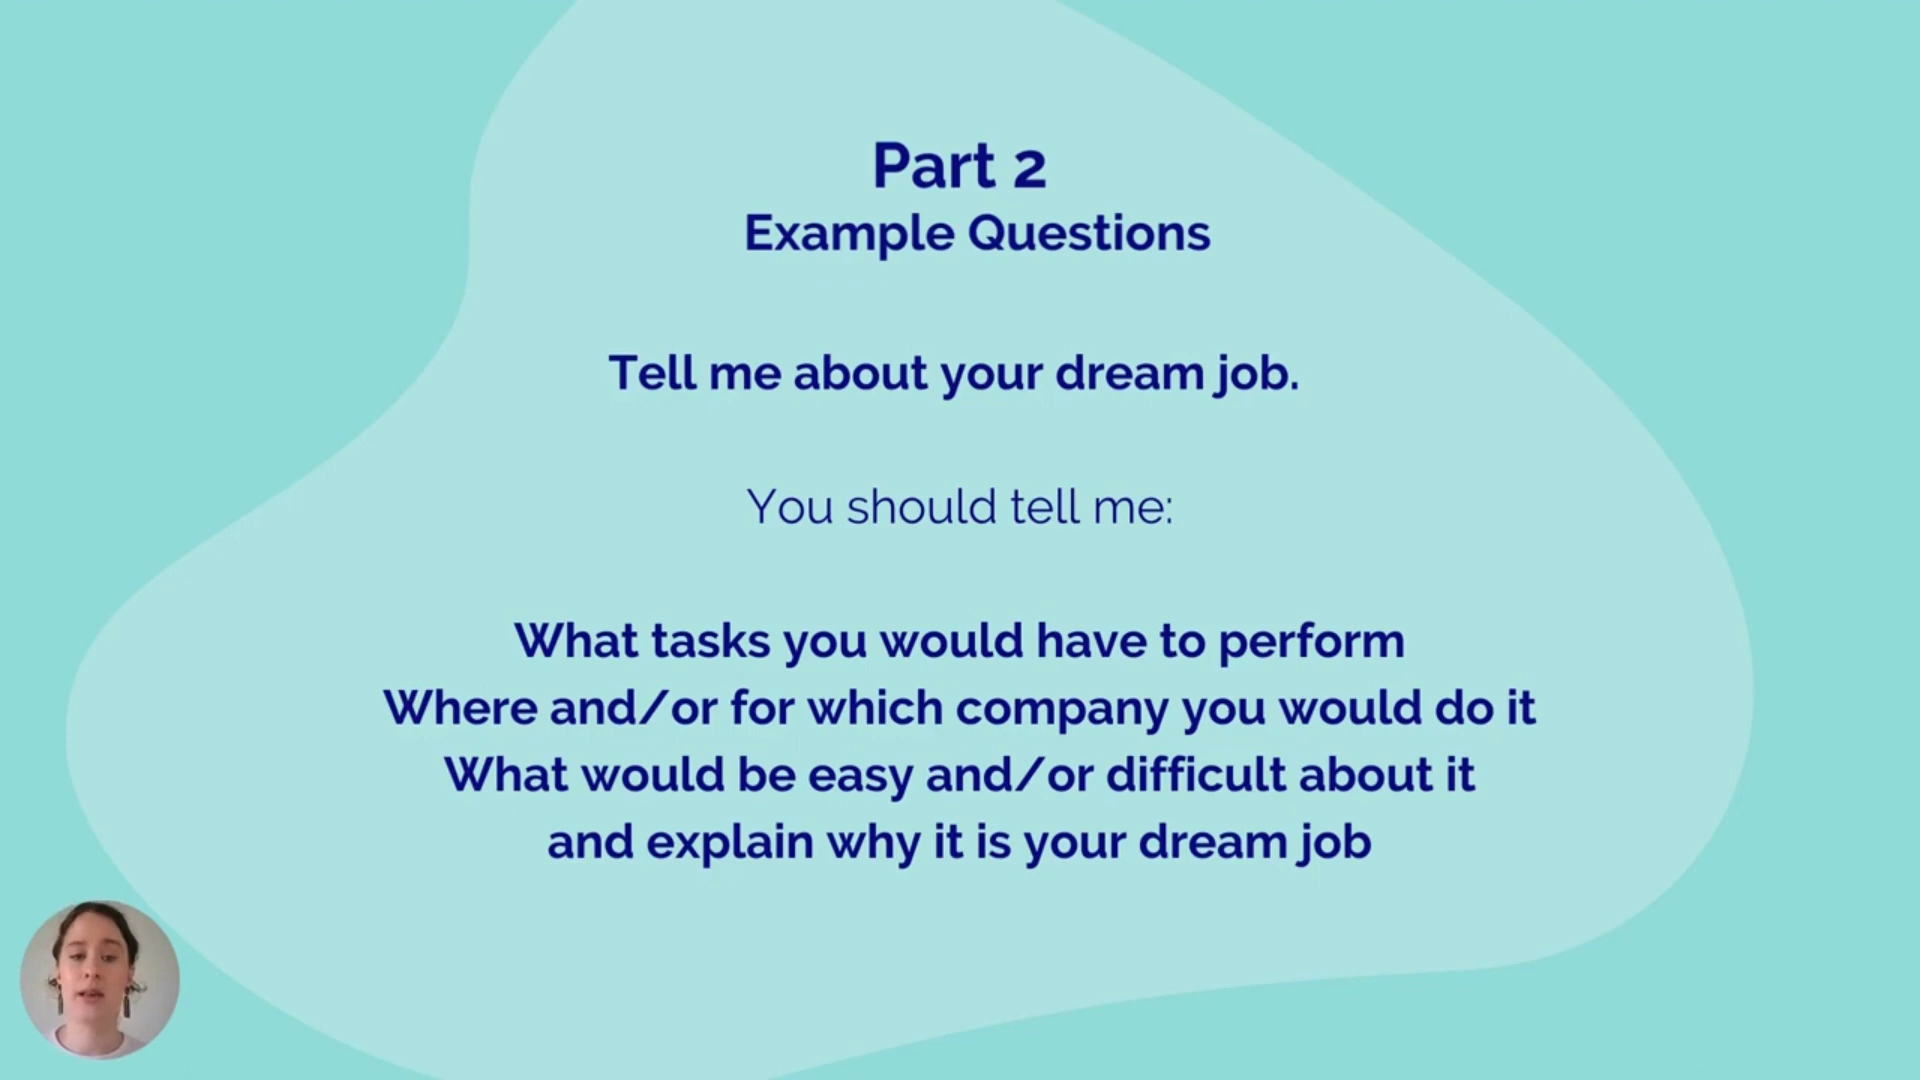 Part 2
Example Questions
Tell me about your dream job.
You should tell me:
What tasks you would have to perform
Where and/or for which company you would do it
What would be easy and/or difficult about it
and explain why it is your dream job